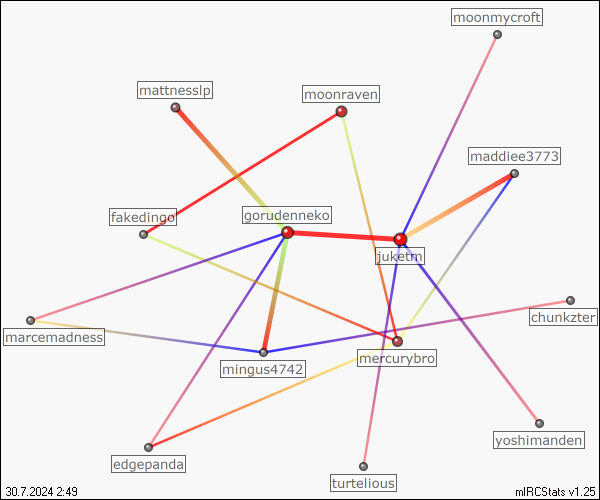 moonmycroft
mattnesslp
moonraven
maddiee3773
fakedingo
gorudenneko
juketm
chunkzter
marcemadness
mingus4742
mercurybro
yoshimanden
edgepanda
turtelious
30.7.2024 2:49
mIRCStats v1.25